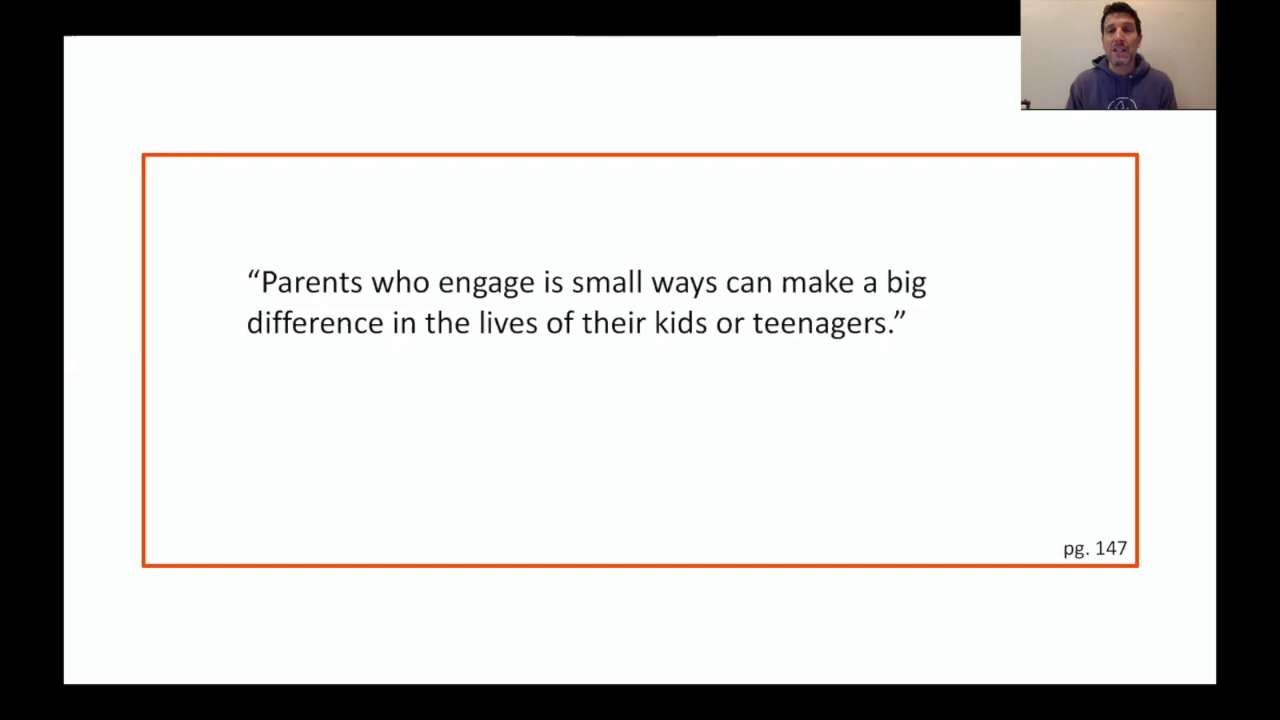 “Parents who engage is small ways can make a big
difference in the lives of their kids or teenagers.”
pg. 147